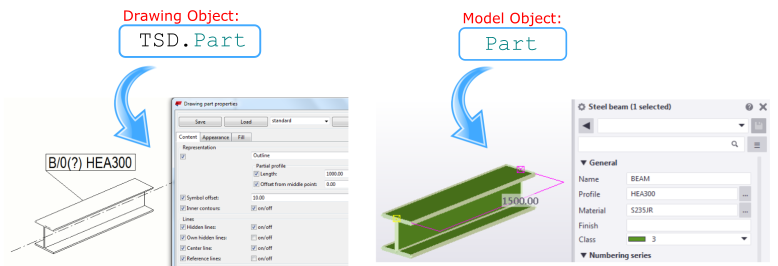 Drawing Object:
TSD.Part
B/0(?) HEA300
Drawing part properties
Save Load standard
Content Appearance Fill
Representation
Outline
Partial profile
Length: 1000.00
Offset from middle point: 0.00
Symbol offset: 10.00
Inner contours: on/off
Lines
Hidden lines: on/off
Own hidden lines: on/off
Center line: on/off
Reference lines: on/off
Model Object:
Part
1500.00
Steel beam (1 selected)
General
Name BEAM
Profile HEA300 ...
Material S235JR ...
Finish
Class 3
Numbering series